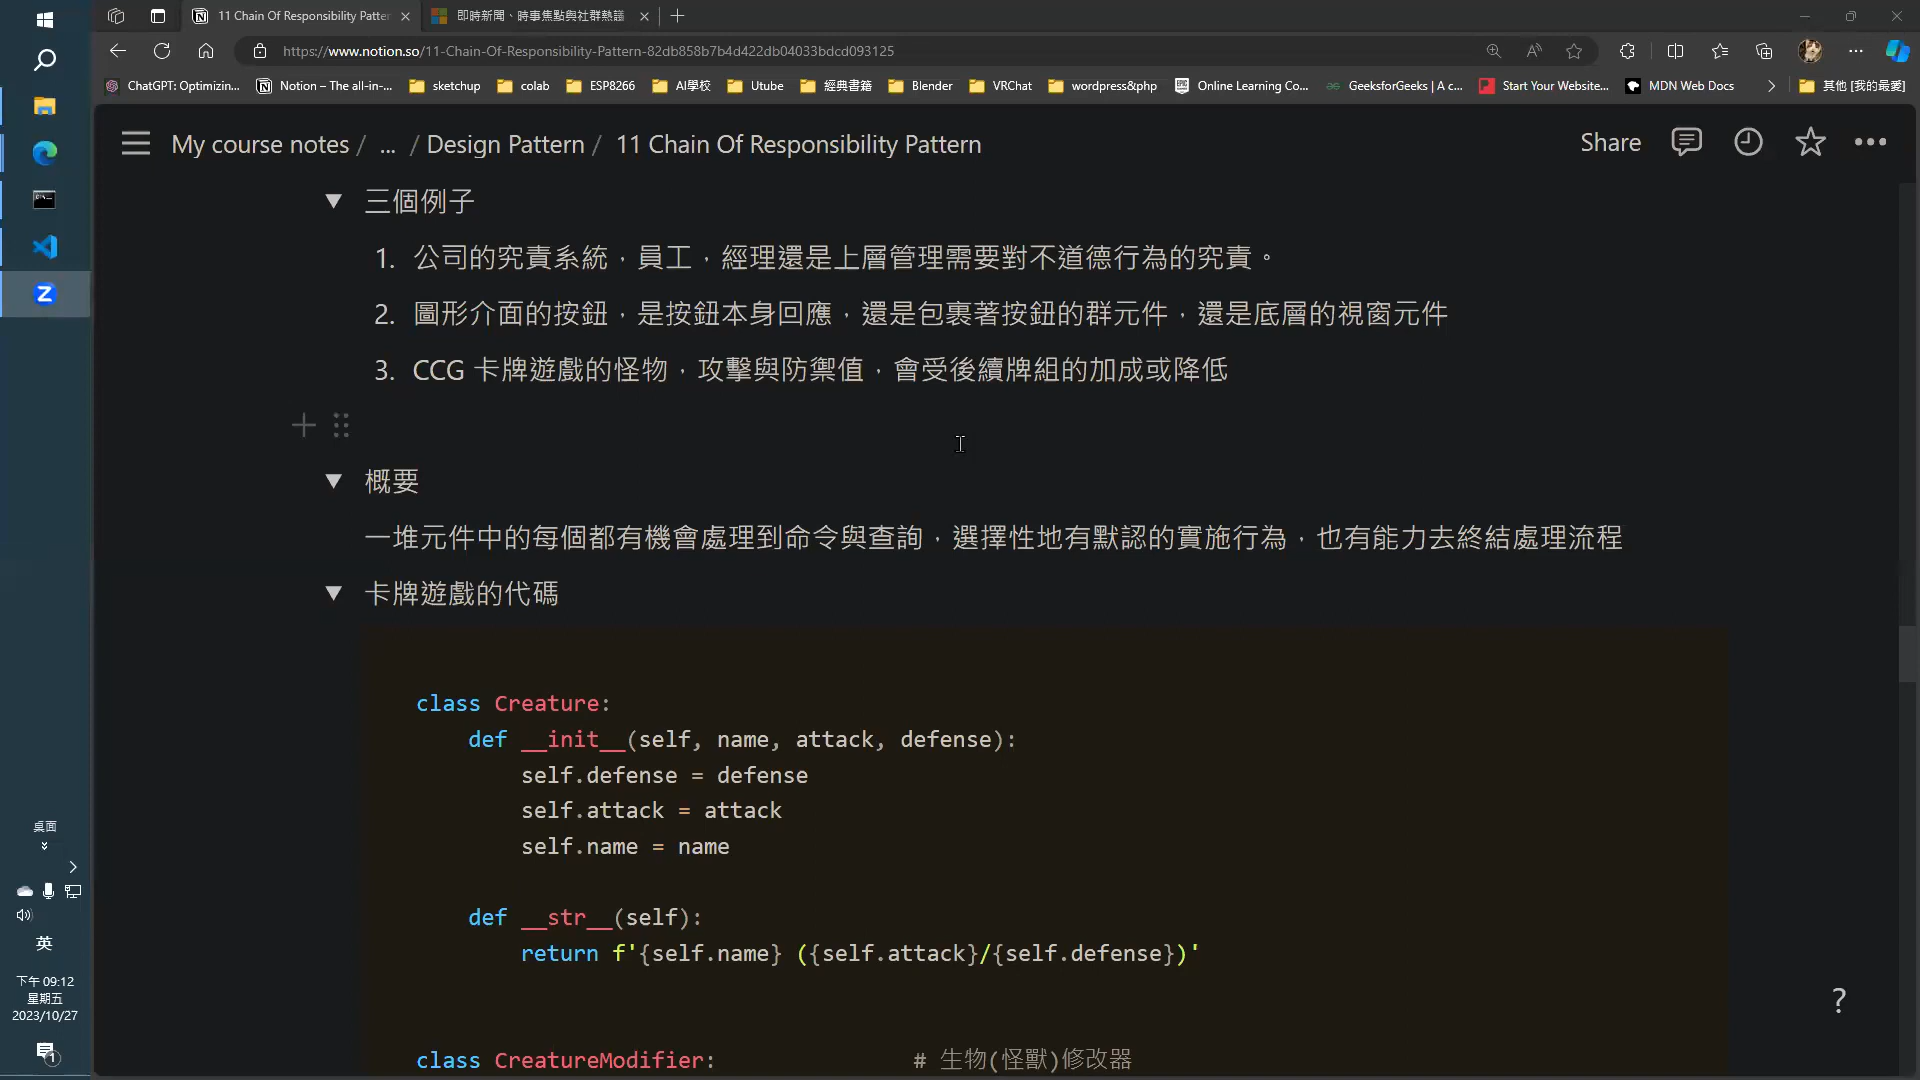 11 Chain Of Responsibility Patter
即時新聞、時事焦點與社群熱議
https://www.notion.so/11-Chain-Of-Responsibility-Pattern-82db858b7b4d422db04033bdcd093125
ChatGPT: Optimizin...
Notion – The all-in-...
sketchup
colab
ESP8266
AI學校
Utube
經典書籍
Blender
VRChat
wordpress&php
Online Learning Co...
GeeksforGeeks | A c...
Start Your Website...
MDN Web Docs
其他 [我的最愛]
My course notes / ... / Design Pattern / 11 Chain Of Responsibility Pattern
Share
三個例子
1. 公司的究責系統，員工，經理還是上層管理需要對不道德行為的究責。
2. 圖形介面的按鈕，是按鈕本身回應，還是包裹著按鈕的群元件，還是底層的視窗元件
3. CCG 卡牌遊戲的怪物，攻擊與防禦值，會受後續牌組的加成或降低
概要
一堆元件中的每個都有機會處理到命令與查詢，選擇性地有默認的實施行為，也有能力去終結處理流程
卡牌遊戲的代碼
class Creature:
def __init__(self, name, attack, defense):
self.defense = defense
self.attack = attack
self.name = name
def __str__(self):
return f'{self.name} ({self.attack}/{self.defense})'
class CreatureModifier: # 生物(怪獸)修改器
桌面
英
下午 09:12
星期五
2023/10/27
1
?